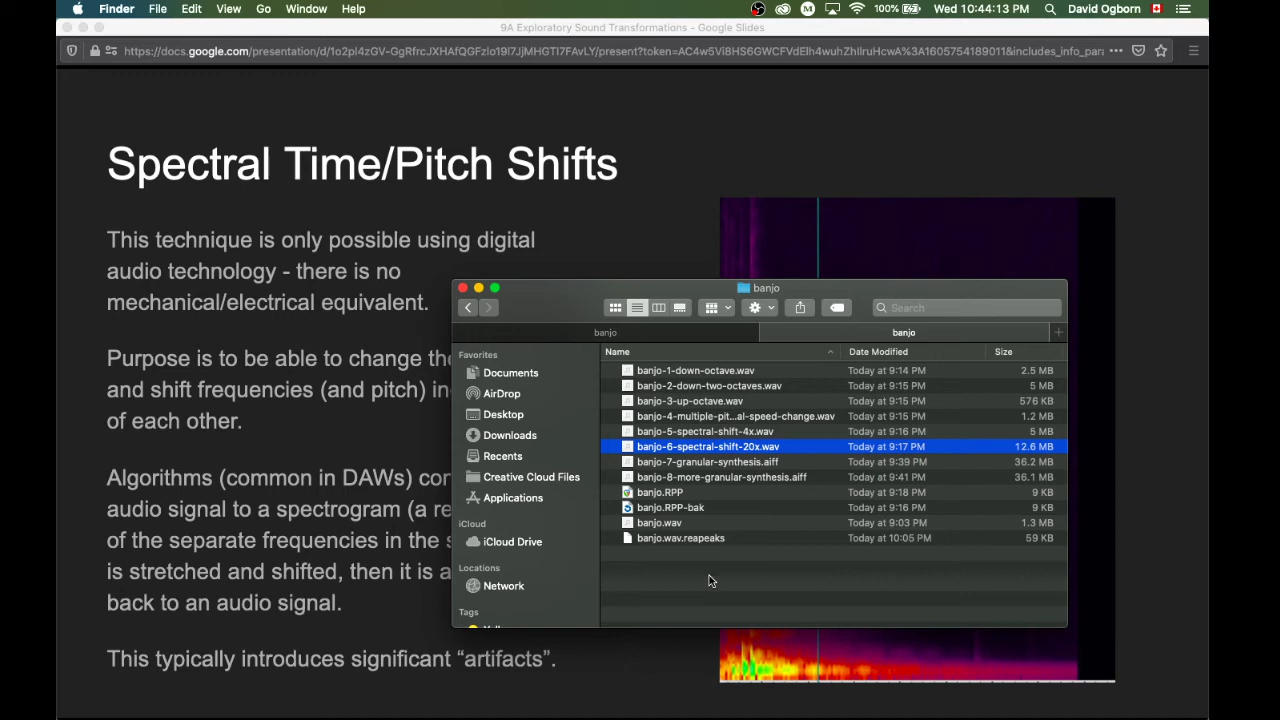 Finder File Edit View Go Window Help
100% Wed 10:44:13 PM David Ogborn
9A Exploratory Sound Transformations - Google Slides
Spectral Time/Pitch Shifts
This technique is only possible using digital
audio technology - there is no
mechanical/electrical equivalent.
Purpose is to be able to change the
and shift frequencies (and pitch)
of each other.
Algorithms (common in DAWs)
audio signal to a spectrogram (a
of the separate frequencies in the
is stretched and shifted, then it is
back to an audio signal.
This typically introduces significant “artifacts”.
banjo
Search
banjo banjo
Favorites
Documents
AirDrop
Desktop
Downloads
Recents
Creative Cloud Files
Applications
iCloud
iCloud Drive
Locations
Network
Tags
Name Date Modified Size
banjo-1-down-octave.wav Today at 9:14 PM 2.5 MB
banjo-2-down-two-octaves.wav Today at 9:15 PM 5 MB
banjo-3-up-octave.wav Today at 9:15 PM 576 KB
banjo-4-multiple-pit...al-speed-change.wav Today at 9:15 PM 1.2 MB
banjo-5-spectral-shift-4x.wav Today at 9:16 PM 5 MB
banjo-6-spectral-shift-20x.wav Today at 9:17 PM 12.6 MB
banjo-7-granular-synthesis.aiff Today at 9:39 PM 36.2 MB
banjo-8-more-granular-synthesis.aiff Today at 9:41 PM 36.1 MB
banjo.RPP Today at 9:18 PM 9 KB
banjo.RPP-bak Today at 9:16 PM 9 KB
banjo.wav Today at 9:03 PM 1.3 MB
banjo.wav.reapeaks Today at 10:05 PM 59 KB